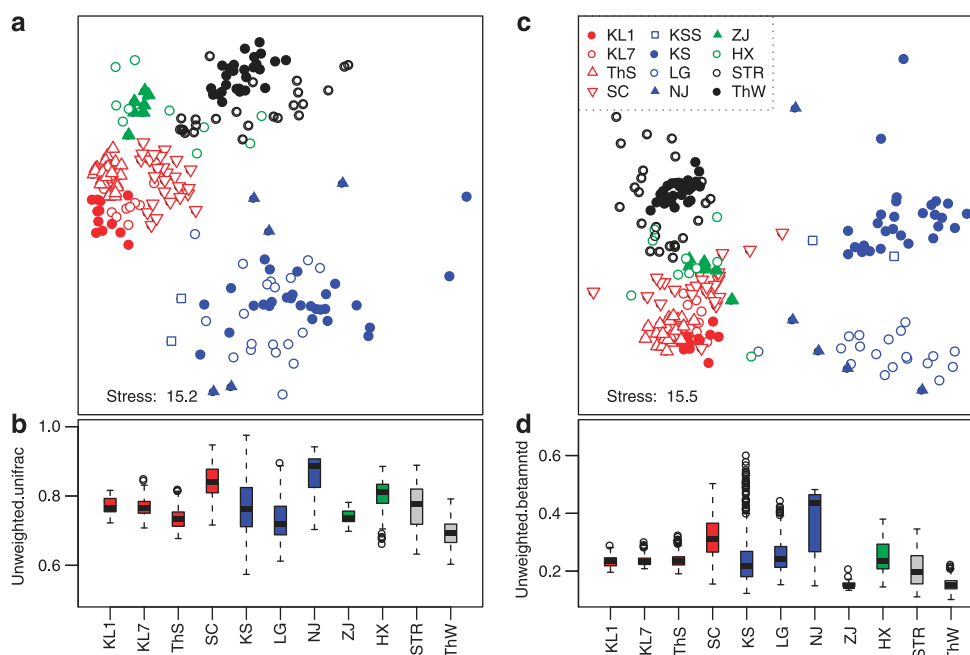 a
Stress: 15.2
c
KL1 KSS ZJ
KL7 KS HX
ThS LG STR
SC NJ ThW
Stress: 15.5
b
Unweighted.unifrac
1.0
0.8
0.6
KL1 KL7 ThS SC KS LG NJ ZJ HX STR ThW
d
Unweighted.betamntd
0.6
0.4
0.2
KL1 KL7 ThS SC KS LG NJ ZJ HX STR ThW